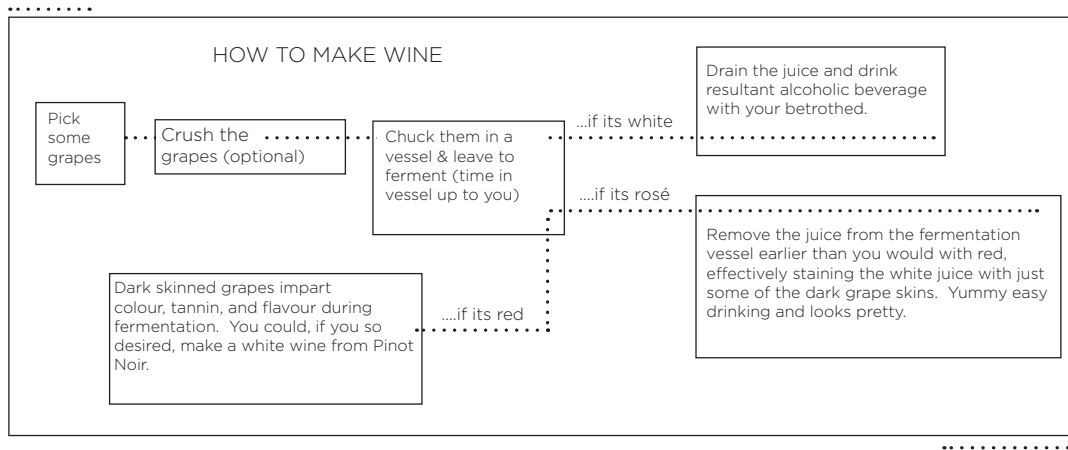 HOW TO MAKE WINE
Pick
some
grapes
Crush the
grapes (optional)
Chuck them in a
vessel & leave to
ferment (time in
vessel up to you)
...if its white
Drain the juice and drink
resultant alcoholic beverage
with your betrothed.
....if its rosé
Remove the juice from the fermentation
vessel earlier than you would with red,
effectively staining the white juice with just
some of the dark grape skins.  Yummy easy
drinking and looks pretty.
....if its red
Dark skinned grapes impart
colour, tannin, and flavour during
fermentation.  You could, if you so
desired, make a white wine from Pinot
Noir.